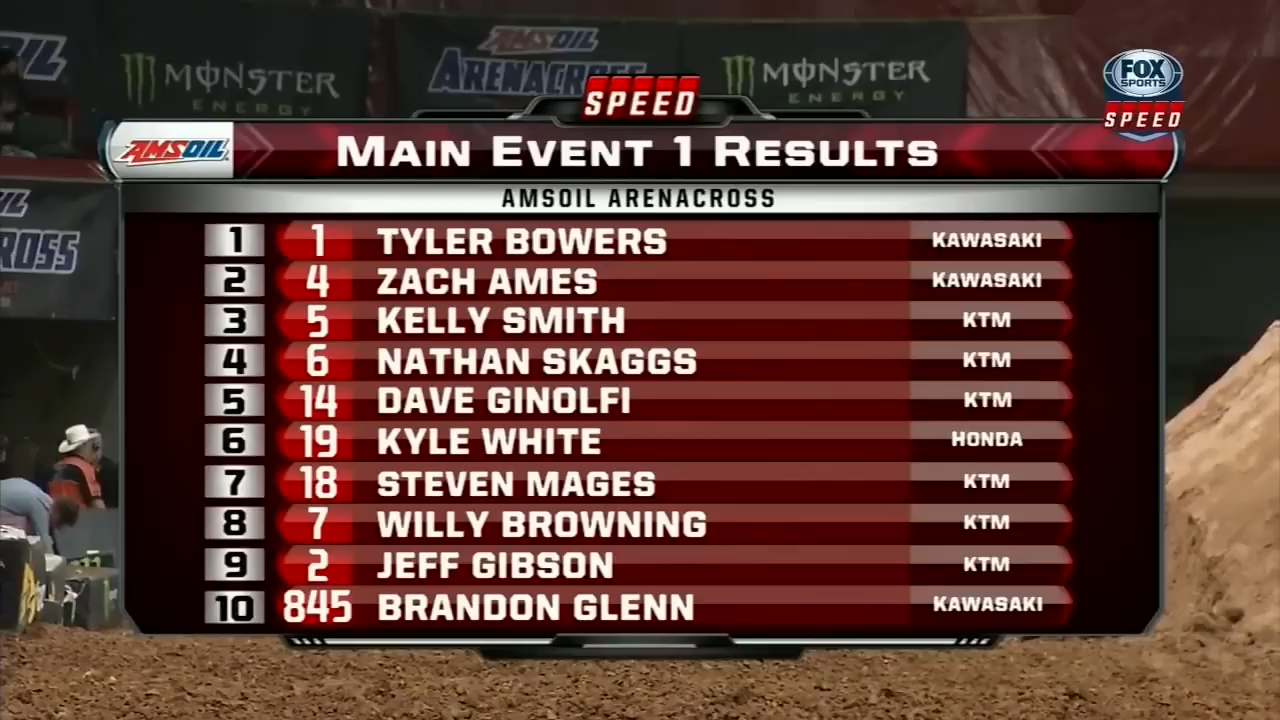 IL
MONSTER
ENERGY
AMSOIL
ARENACROSS
MONSTER
ENERGY
FOX
SPORTS
SPEED
SPEED
AMSOIL
MAIN EVENT 1 RESULTS
AMSOIL ARENACROSS
IL
ROSS
1 1 TYLER BOWERS KAWASAKI
2 4 ZACH AMES KAWASAKI
3 5 KELLY SMITH KTM
4 6 NATHAN SKAGGS KTM
5 14 DAVE GINOLFI KTM
6 19 KYLE WHITE HONDA
7 18 STEVEN MAGES KTM
8 7 WILLY BROWNING KTM
9 2 JEFF GIBSON KTM
10 845 BRANDON GLENN KAWASAKI